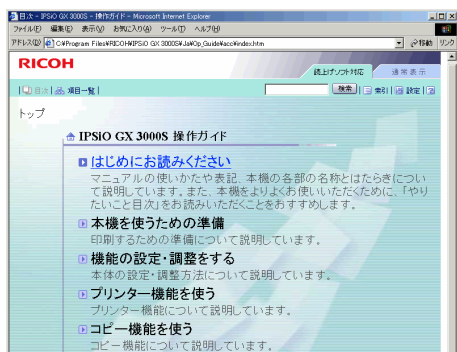 目次 - IPSiO GX 3000S - 操作ガイド - Microsoft Internet Explorer
ファイル(F) 編集(E) 表示(V) お気に入り(A) ツール(T) ヘルプ(H)
アドレス(D) C:¥Program Files¥RICOH¥IPSiO GX 3000S¥Ja¥Op_Guide¥acc¥index.htm 移動 リンク
RICOH
読上げソフト対応 通常表示
目次 項目一覧 検索 索引 設定 ?
トップ
IPSiO GX 3000S 操作ガイド
はじめにお読みください
マニュアルの使いかたや表記、本機の各部の名称とはたらきについ
て説明しています。また、本機をよりよくお使いいただくために、「やり
たいこと目次」をお読みいただくことをおすすめします。
本機を使うための準備
印刷するための準備について説明しています。
機能の設定・調整をする
本体の設定・調整方法について説明しています。
プリンター機能を使う
プリンター機能について説明しています。
コピー機能を使う
コピー機能について説明しています。